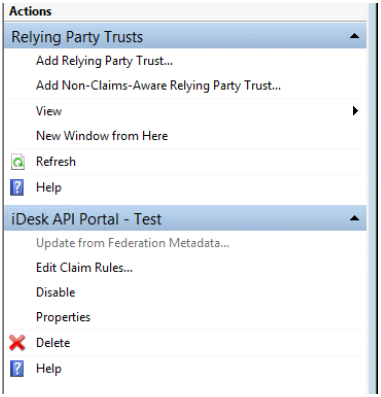 Actions
Relying Party Trusts
Add Relying Party Trust...
Add Non-Claims-Aware Relying Party Trust...
View
New Window from Here
Refresh
Help
iDesk API Portal - Test
Update from Federation Metadata...
Edit Claim Rules...
Disable
Properties
Delete
Help